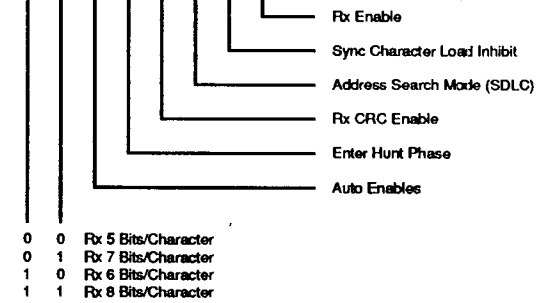 Rx Enable
Sync Character Load Inhibit
Address Search Mode (SDLC)
Rx CRC Enable
Enter Hunt Phase
Auto Enables
0 0 Rx 5 Bits/Character
0 1 Rx 7 Bits/Character
1 0 Rx 6 Bits/Character
1 1 Rx 8 Bits/Character